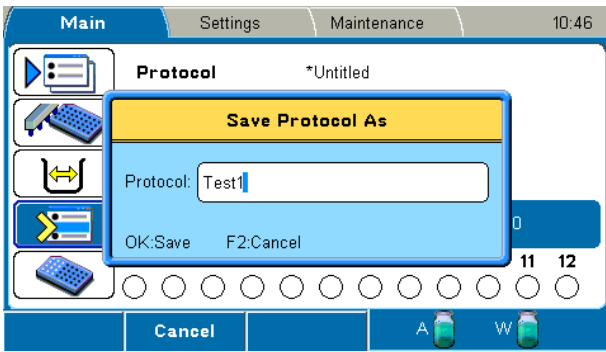 Main Settings Maintenance 10:46
Protocol *Untitled
Save Protocol As
Protocol: Test1
OK:Save F2:Cancel
0
11 12
Cancel A W